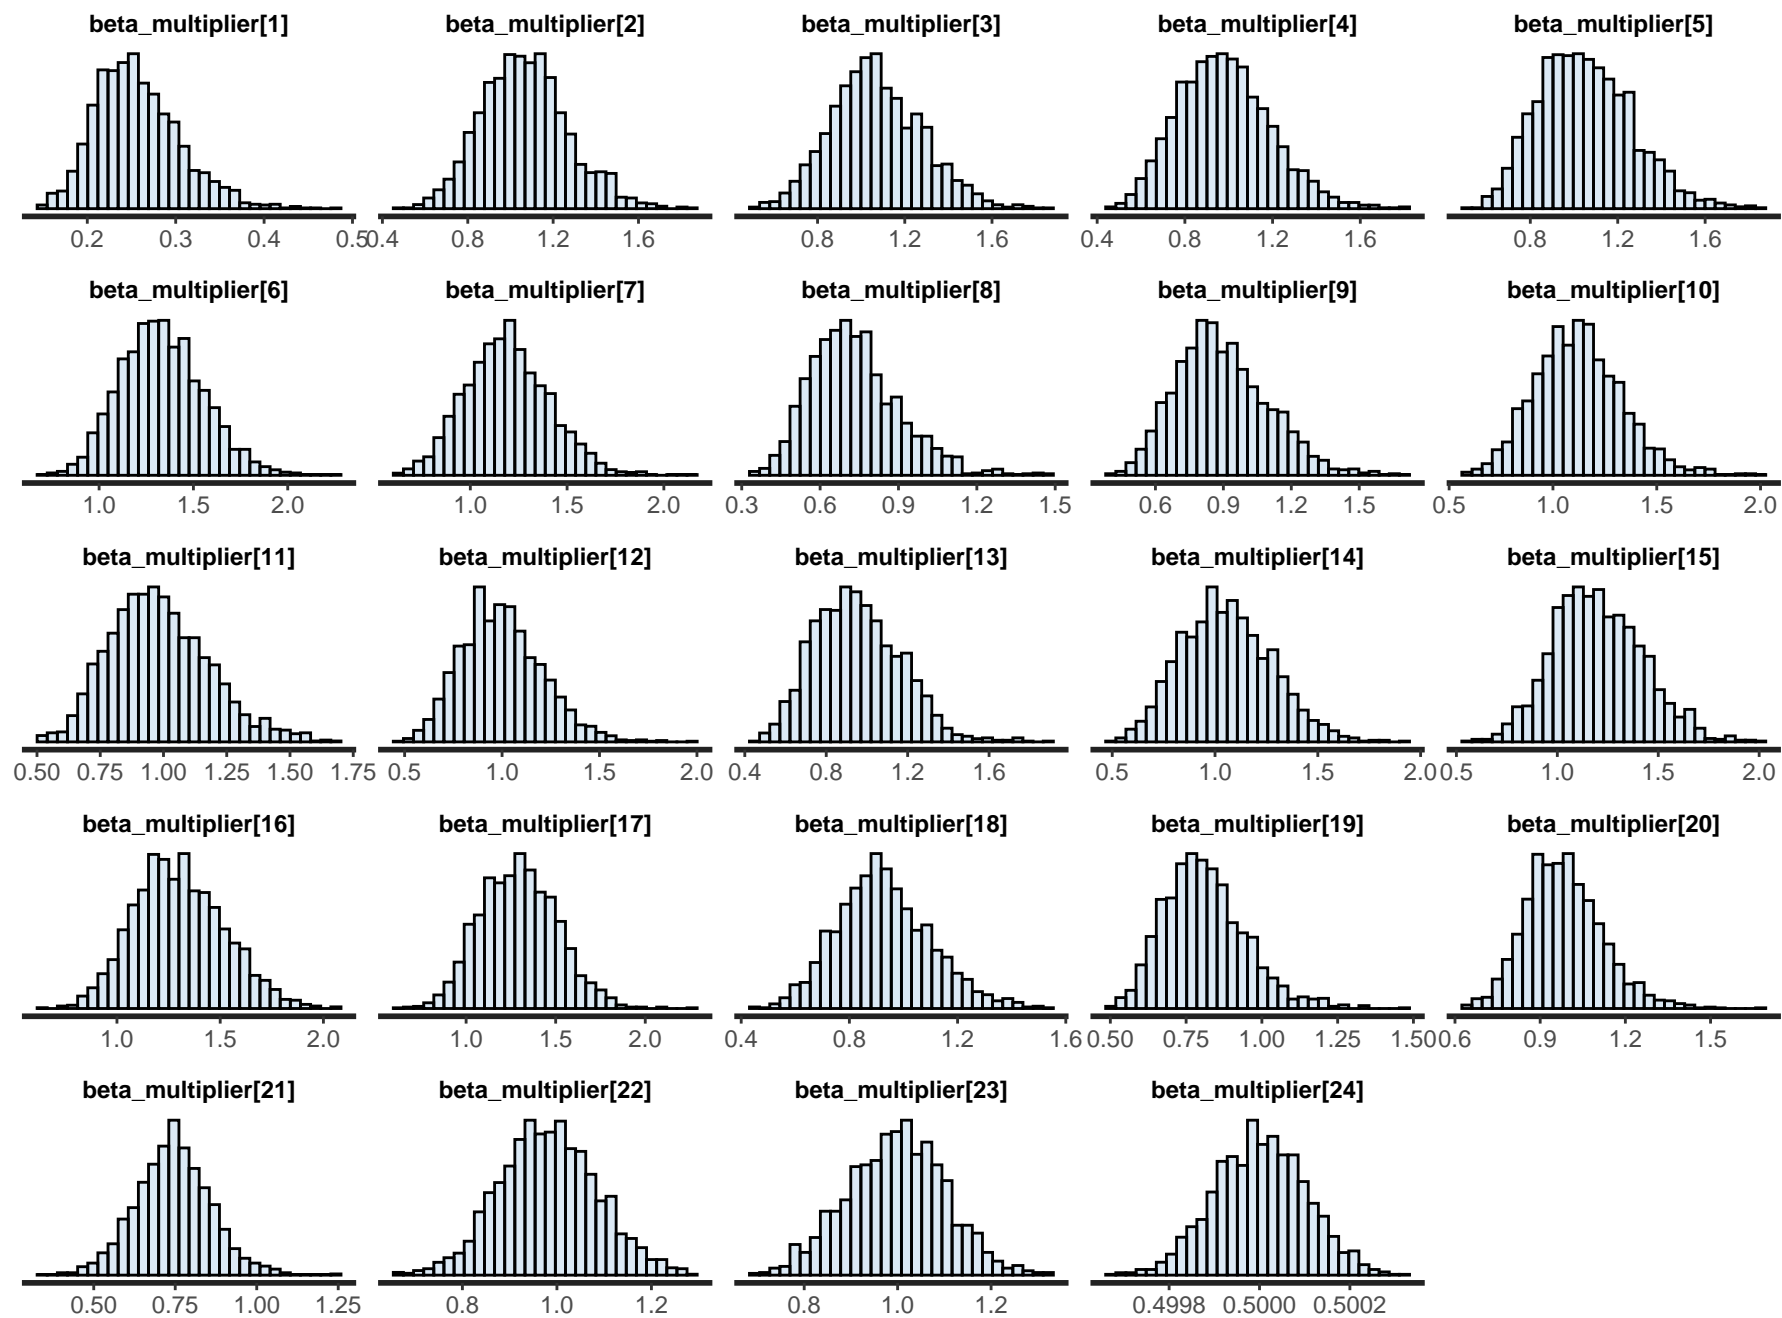 beta_multiplier[1] beta_multiplier[2] beta_multiplier[3] beta_multiplier[4] beta_multiplier[5]
0.2 0.3 0.4 0.5 0.4 0.8 1.2 1.6 0.8 1.2 1.6 0.4 0.8 1.2 1.6 0.8 1.2 1.6
beta_multiplier[6] beta_multiplier[7] beta_multiplier[8] beta_multiplier[9] beta_multiplier[10]
1.0 1.5 2.0 1.0 1.5 2.0 0.3 0.6 0.9 1.2 1.5 0.6 0.9 1.2 1.5 0.5 1.0 1.5 2.0
beta_multiplier[11] beta_multiplier[12] beta_multiplier[13] beta_multiplier[14] beta_multiplier[15]
0.50 0.75 1.00 1.25 1.50 1.75 0.5 1.0 1.5 2.0 0.4 0.8 1.2 1.6 0.5 1.0 1.5 2.0 0.5 1.0 1.5 2.0
beta_multiplier[16] beta_multiplier[17] beta_multiplier[18] beta_multiplier[19] beta_multiplier[20]
1.0 1.5 2.0 1.0 1.5 2.0 0.4 0.8 1.2 1.6 0.50 0.75 1.00 1.25 1.50 0.6 0.9 1.2 1.5
beta_multiplier[21] beta_multiplier[22] beta_multiplier[23] beta_multiplier[24]
0.50 0.75 1.00 1.25 0.8 1.0 1.2 0.8 1.0 1.2 0.4998 0.5000 0.5002